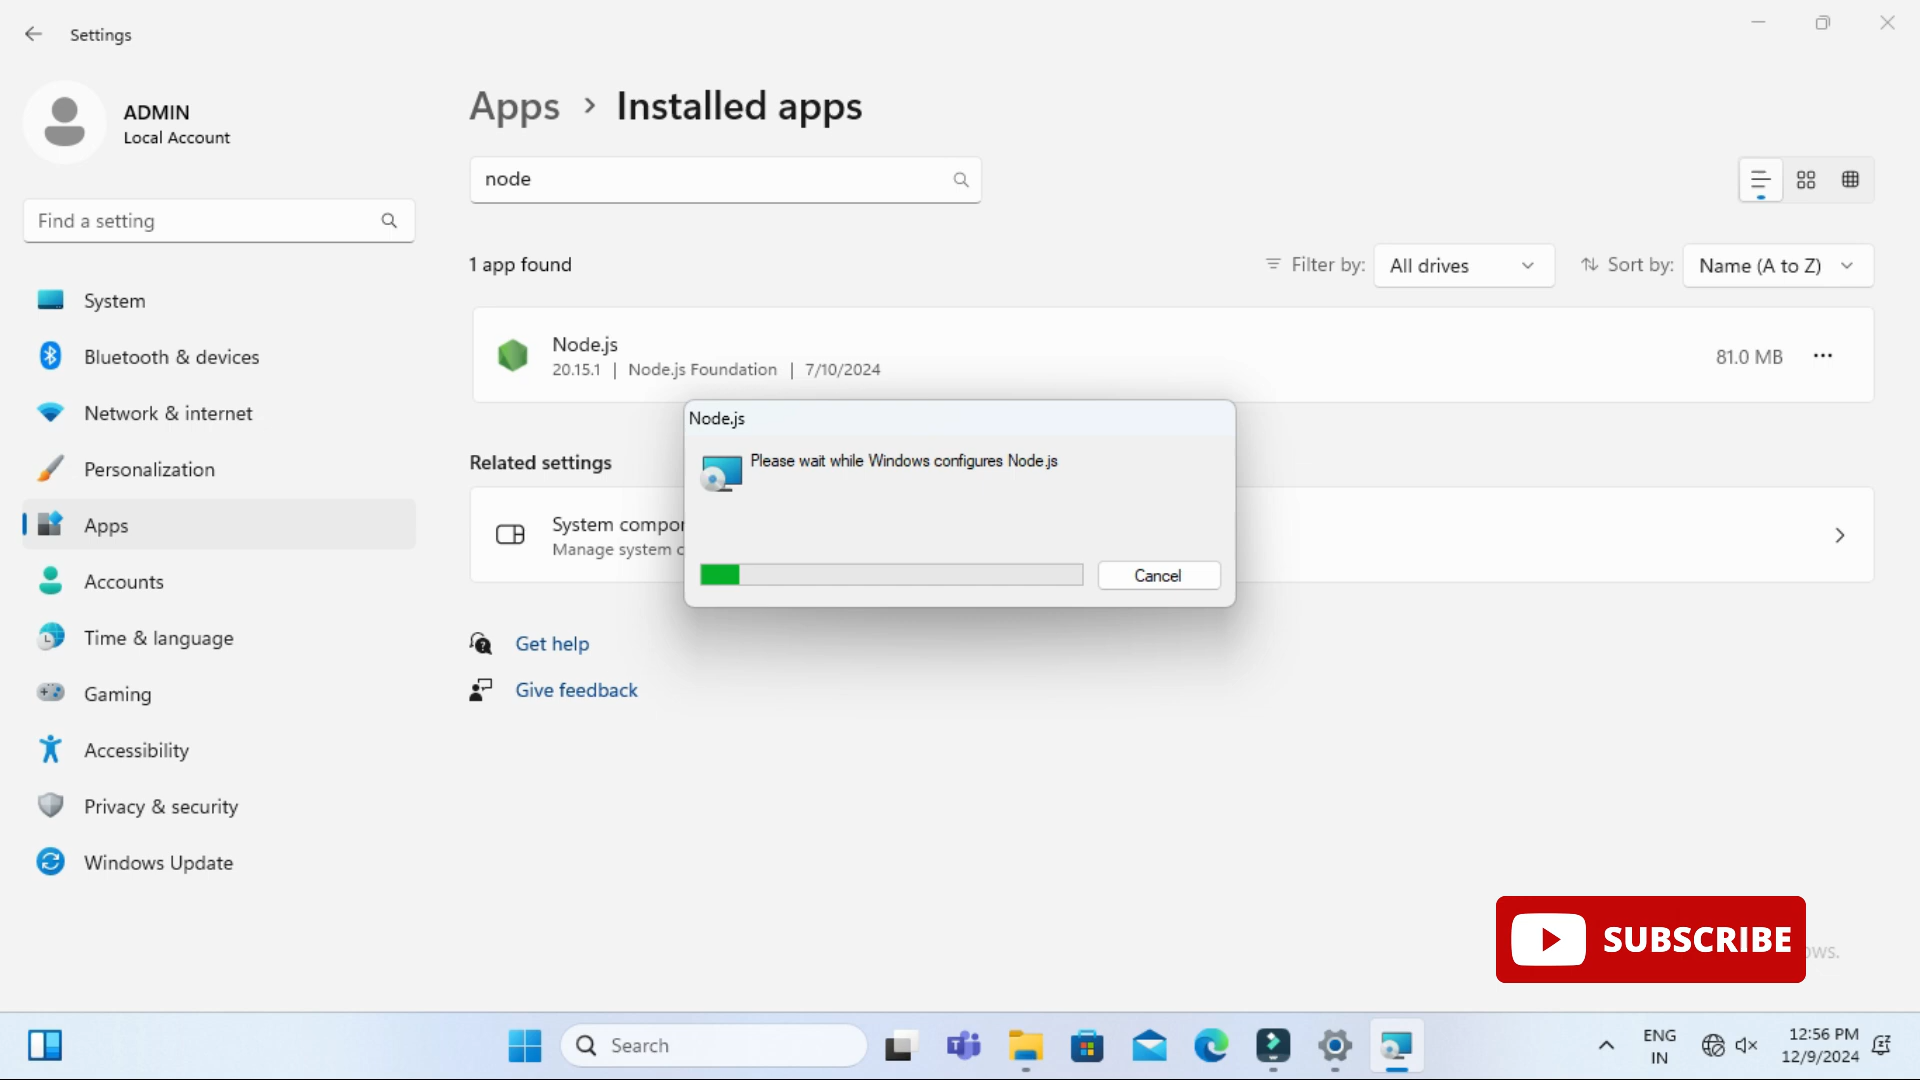 Settings
ADMIN
Local Account
Find a setting
System
Bluetooth & devices
Network & internet
Personalization
Apps
Accounts
Time & language
Gaming
Accessibility
Privacy & security
Windows Update
Apps > Installed apps
node
1 app found
Filter by: All drives
Sort by: Name (A to Z)
Node.js
20.15.1 | Node.js Foundation | 7/10/2024
81.0 MB
Node.js
Please wait while Windows configures Node.js
Cancel
Related settings
System compo
Manage system c
Get help
Give feedback
SUBSCRIBE
ows.
Search
ENG
IN
12:56 PM
12/9/2024